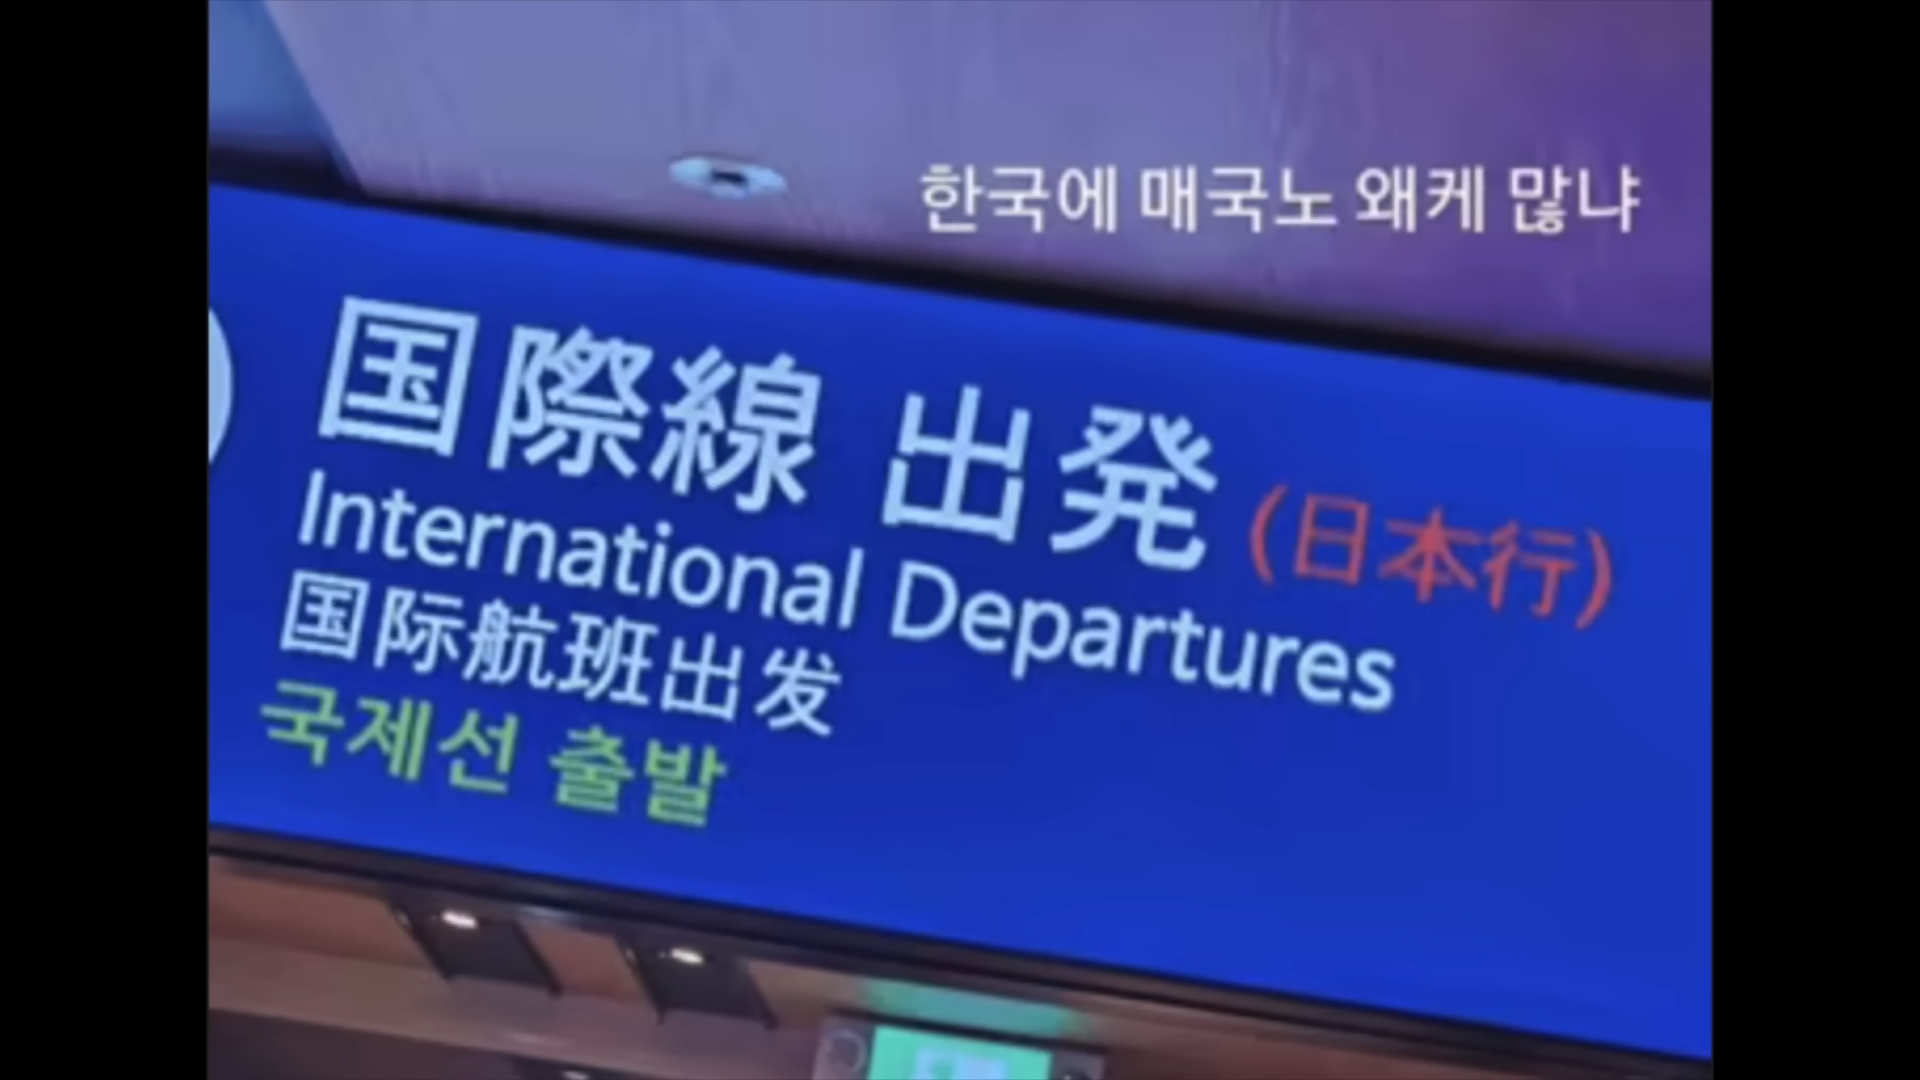 한국에 매국노 왜케 많냐
国際線 出発 (日本行)
International Departures
国际航班出发
국제선 출발